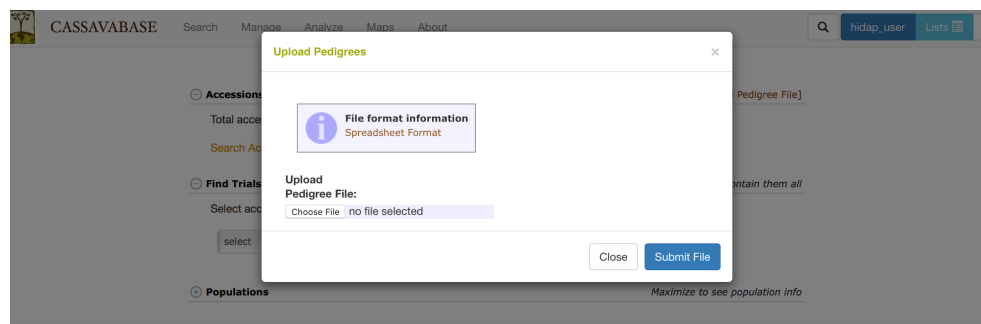 CASSAVABASE Search Manage Analyze Maps About hidap_user Lists
Upload Pedigrees ×
Accessions Pedigree File]
File format information
Total acce
Spreadsheet Format
Search Ac
Upload
Find Trials ontain them all
Pedigree File:
Select acc
Choose File no file selected
select
Close Submit File
Populations Maximize to see population info